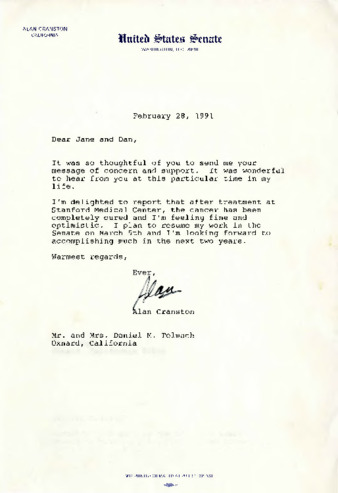 ALAN CRANSTON
CALIFORNIA
United States Senate
WASHINGTON, D.C. 20510
February 28, 1991
Dear Jane and Dan,
It was so thoughtful of you to send me your
message of concern and support. It was wonderful
to hear from you at this particular time in my
life.
I'm delighted to report that after treatment at
Stanford Medical Center, the cancer has been
completely cured and I'm feeling fine and
optimistic. I plan to resume my work in the
Senate on March 5th and I'm looking forward to
accomplishing much in the next two years.
Warmest regards,
Ever,
Alan
Alan Cranston
Mr. and Mrs. Daniel K.
Oxnard, California